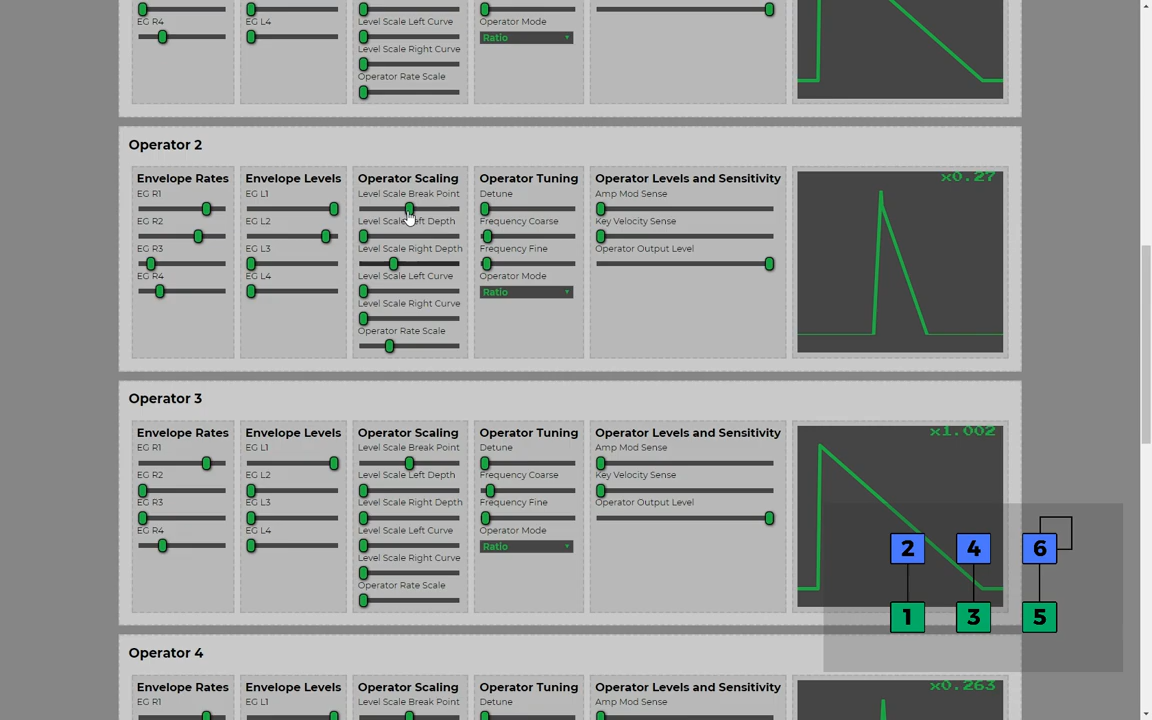 EG R4
EG L4
Level Scale Left Curve
Operator Mode
Ratio
Level Scale Right Curve
Operator Rate Scale
Operator 2
Envelope Rates
EG R1
EG R2
EG R3
EG R4
Envelope Levels
EG L1
EG L2
EG L3
EG L4
Operator Scaling
Level Scale Break Point
Level Scale Left Depth
Level Scale Right Depth
Level Scale Left Curve
Level Scale Right Curve
Operator Rate Scale
Operator Tuning
Detune
Frequency Coarse
Frequency Fine
Operator Mode
Ratio
Operator Levels and Sensitivity
Amp Mod Sense
Key Velocity Sense
Operator Output Level
x0.27
Operator 3
Envelope Rates
EG R1
EG R2
EG R3
EG R4
Envelope Levels
EG L1
EG L2
EG L3
EG L4
Operator Scaling
Level Scale Break Point
Level Scale Left Depth
Level Scale Right Depth
Level Scale Left Curve
Level Scale Right Curve
Operator Rate Scale
Operator Tuning
Detune
Frequency Coarse
Frequency Fine
Operator Mode
Ratio
Operator Levels and Sensitivity
Amp Mod Sense
Key Velocity Sense
Operator Output Level
x1.002
2 4 6
1 3 5
Operator 4
Envelope Rates
EG R1
Envelope Levels
EG L1
Operator Scaling
Level Scale Break Point
Operator Tuning
Detune
Operator Levels and Sensitivity
Amp Mod Sense
x0.263